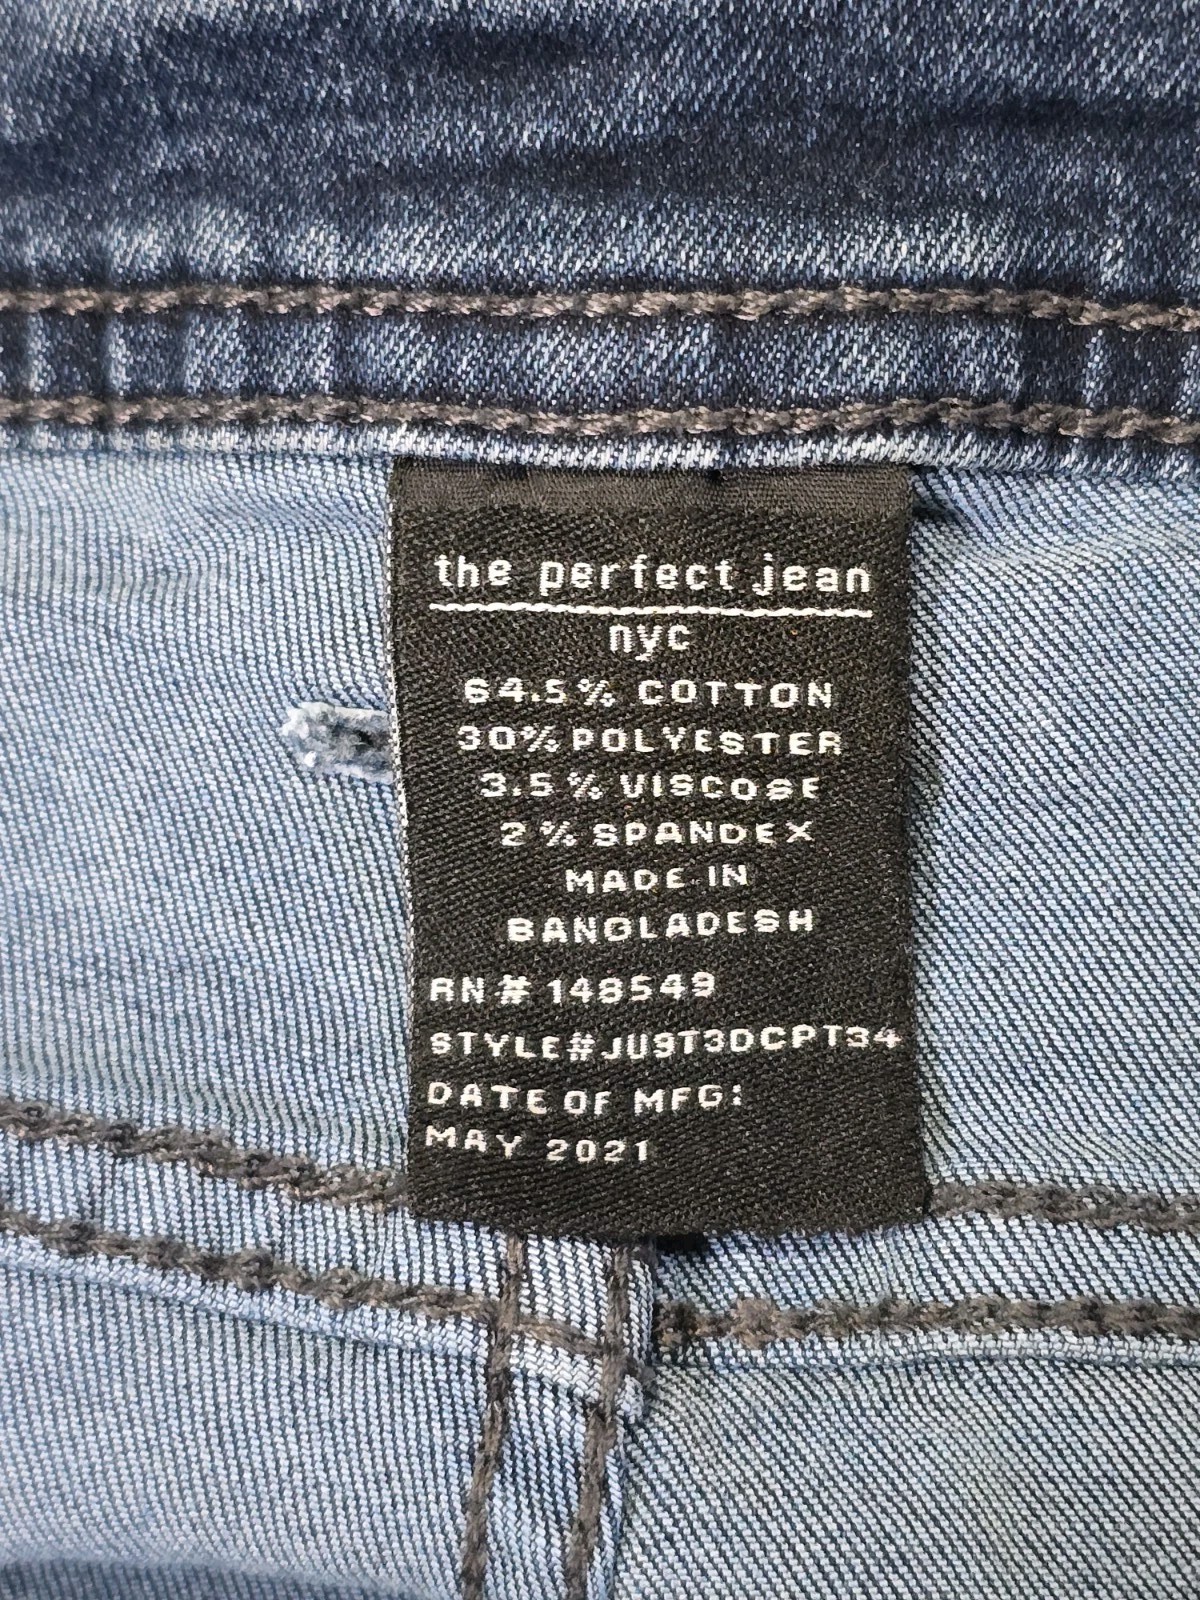 the perfect jean
nyc
64.5% COTTON
30% POLYESTER
3.5% VISCOSE
2% SPANDEX
MADE IN
BANGLADESH
RN# 148549
STYLE#JUST3DCPT34
DATE OF MFG:
MAY 2021